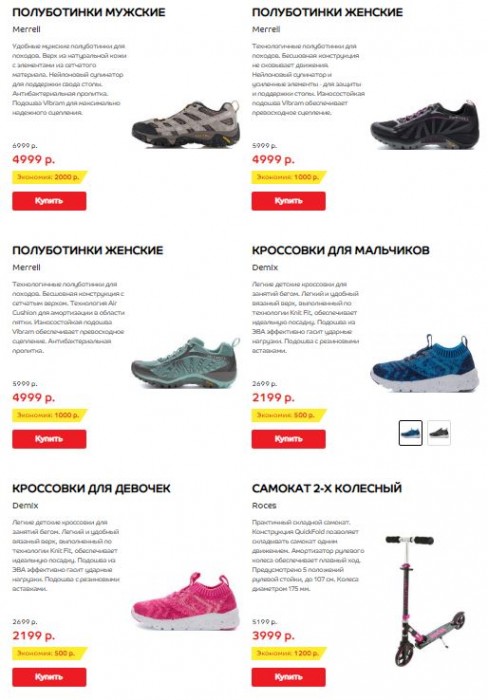 ПОЛУБОТИНКИ МУЖСКИЕ
Merrell
Удобные мужские полуботинки для
походов. Верх из натуральной кожи
с элементами из сетчатого
материала. Нейлоновый супинатор
для поддержки свода стопы.
Антибактериальная пропитка.
Подошва Vibram для максимально
надежного сцепления.
6999 р.
4999 р.
Экономия: 2000 р.
Купить
ПОЛУБОТИНКИ ЖЕНСКИЕ
Merrell
Технологичные полуботинки для
походов. Бесшовная конструкция
не сковывает движения.
Нейлоновый супинатор и
усиленные элементы - для защиты
и поддержки стопы. Износостойкая
подошва Vibram обеспечивает
превосходное сцепление.
5999 р.
4999 р.
Экономия: 1000 р.
Купить
ПОЛУБОТИНКИ ЖЕНСКИЕ
Merrell
Технологичные полуботинки для
походов. Бесшовная конструкция с
сетчатым верхом. Технология Air
Cushion для амортизации в области
пятки. Износостойкая подошва
Vibram обеспечивает превосходное
сцепление. Антибактериальная
пропитка.
5999 р.
4999 р.
Экономия: 1000 р.
Купить
КРОССОВКИ ДЛЯ МАЛЬЧИКОВ
Demix
Легкие детские кроссовки для
занятий бегом. Легкий и удобный
вязаный верх, выполненный по
технологии Knit Fit, обеспечивает
идеальную посадку. Подошва из
ЭВА эффективно гасит ударные
нагрузки. Подошва с резиновыми
вставками.
2699 р.
2199 р.
Экономия: 500 р.
Купить
КРОССОВКИ ДЛЯ ДЕВОЧЕК
Demix
Легкие детские кроссовки для
занятий бегом. Легкий и удобный
вязаный верх, выполненный по
технологии Knit Fit, обеспечивает
идеальную посадку. Подошва из
ЭВА эффективно гасит ударные
нагрузки. Подошва с резиновыми
вставками.
2699 р.
2199 р.
Экономия: 500 р.
Купить
САМОКАТ 2-Х КОЛЕСНЫЙ
Roces
Практичный складной самокат.
Конструкция QuickFold позволяет
складывать самокат одним
движением. Амортизатор рулевого
колеса обеспечивает плавный ход.
Предусмотрено 5 положений
рулевой стойки, до 107 см. Колеса
диаметром 175 мм.
5199 р.
3999 р.
Экономия: 1200 р.
Купить